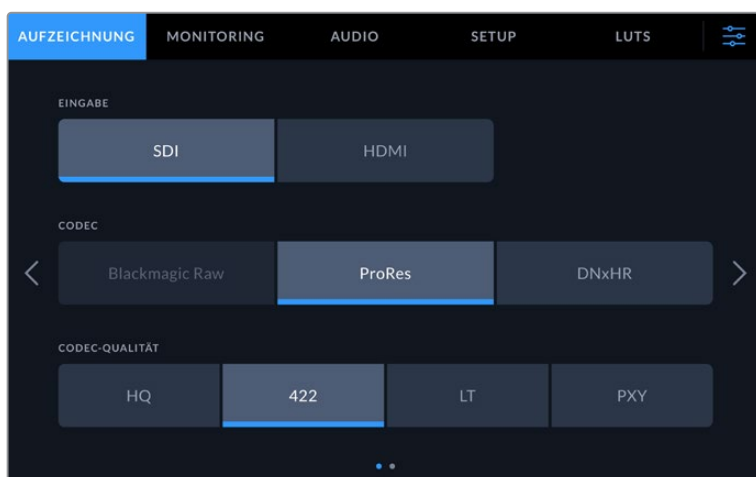 AUFZEICHNUNG MONITORING AUDIO SETUP LUTS
EINGABE
SDI HDMI
CODEC
Blackmagic Raw ProRes DNxHR
CODEC-QUALITÄT
HQ 422 LT PXY